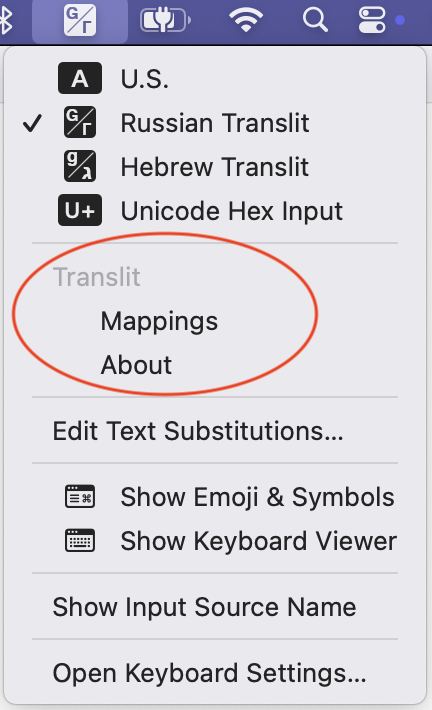 G/Г
A U.S.
✓ G/Г Russian Translit
g/ג Hebrew Translit
U+ Unicode Hex Input
Translit
Mappings
About
Edit Text Substitutions...
⌘ Show Emoji & Symbols
Show Keyboard Viewer
Show Input Source Name
Open Keyboard Settings...